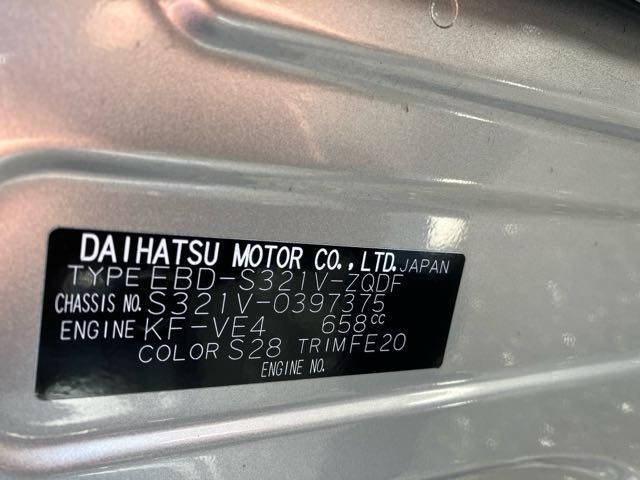 DAIHATSU MOTOR CO.,LTD. JAPAN
TYPE EBD-S321V-ZQDF
CHASSIS NO. S321V-0397375
ENGINE KF-VE4 658cc
COLOR S28 TRIM FE20
ENGINE NO.